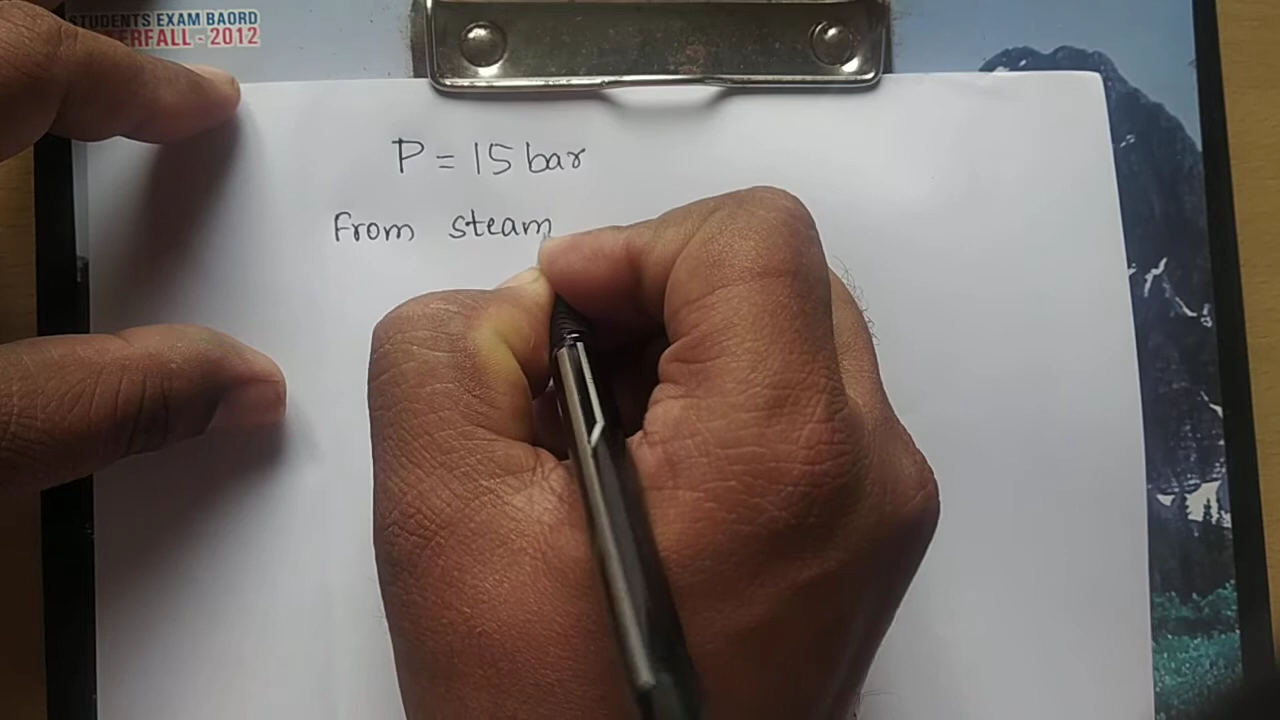 STUDENTS EXAM BAORD
ERFALL - 2012
P = 15 bar
From steam